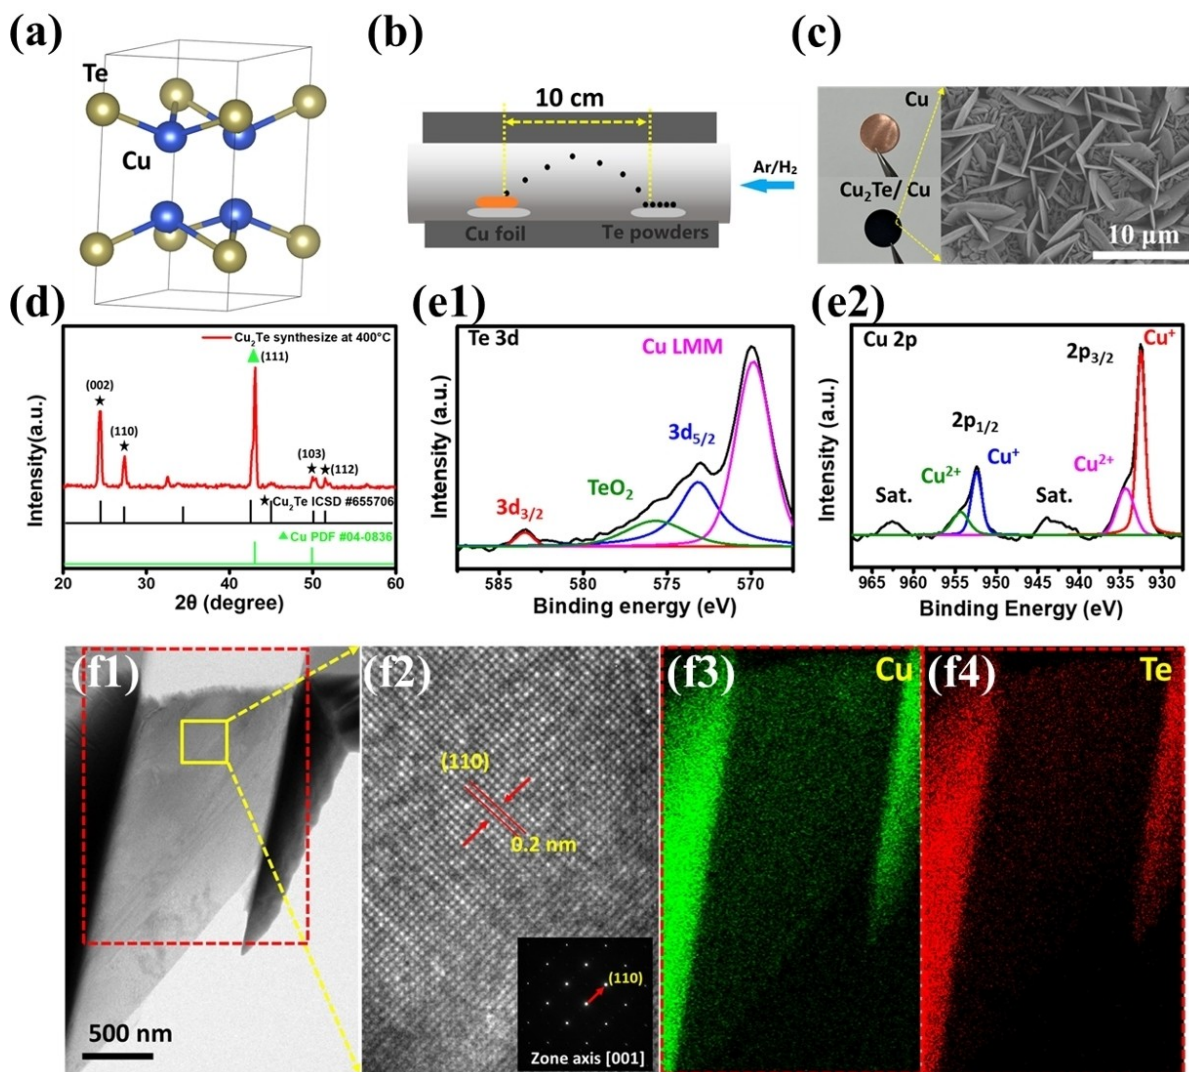 (a)
Te
Cu
(b)
10 cm
Ar/H₂
Cu foil
Te powders
(c)
Cu
Cu₂Te/ Cu
10 μm
(d)
Intensity(a.u.)
Cu₂Te synthesize at 400°C
(111)
(002)
(110)
(103)
(112)
★Cu₂Te ICSD #655706
▲Cu PDF #04-0836
20 30 40 50 60
2θ (degree)
(e1)
Intensity (a.u.)
Te 3d
Cu LMM
3d₅/₂
TeO₂
3d₃/₂
585 580 575 570
Binding energy (eV)
(e2)
Intensity (a.u.)
Cu 2p
Cu⁺
2p₃/₂
2p₁/₂
Cu²⁺
Cu⁺
Cu²⁺
Sat.
Sat.
965 960 955 950 945 940 935 930
Binding Energy (eV)
(f1)
500 nm
(f2)
(110)
0.2 nm
(110)
Zone axis [001]
(f3)
Cu
(f4)
Te